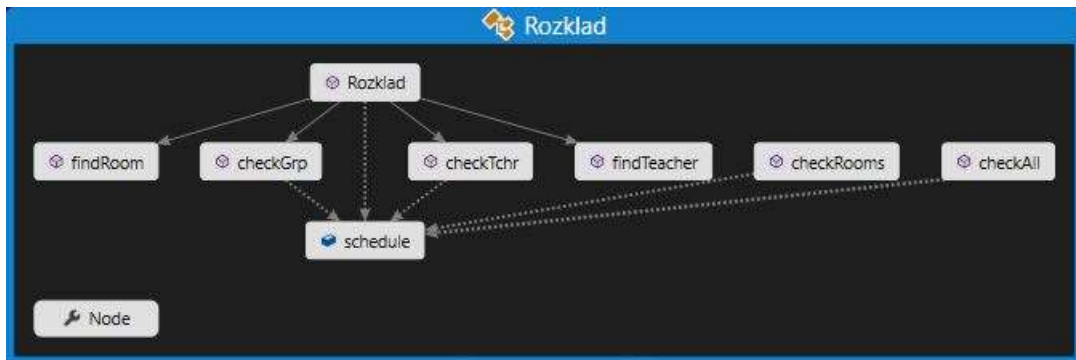 Rozklad
Rozklad
findRoom checkGrp checkTchr findTeacher checkRooms checkAll
schedule
Node